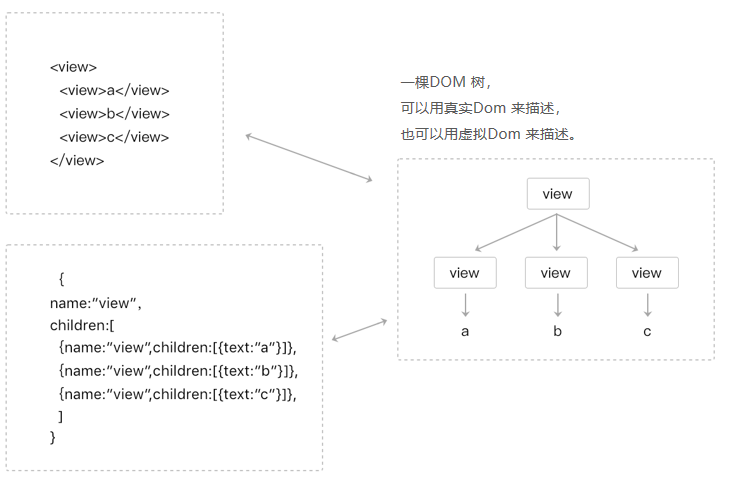 <view>
<view>a</view>
<view>b</view>
<view>c</view>
</view>
一棵DOM 树，
可以用真实Dom 来描述，
也可以用虚拟Dom 来描述。
view
view view view
a b c
{
name:"view",
children:[
{name:"view",children:[{text:"a"}]},
{name:"view",children:[{text:"b"}]},
{name:"view",children:[{text:"c"}]},
]
}